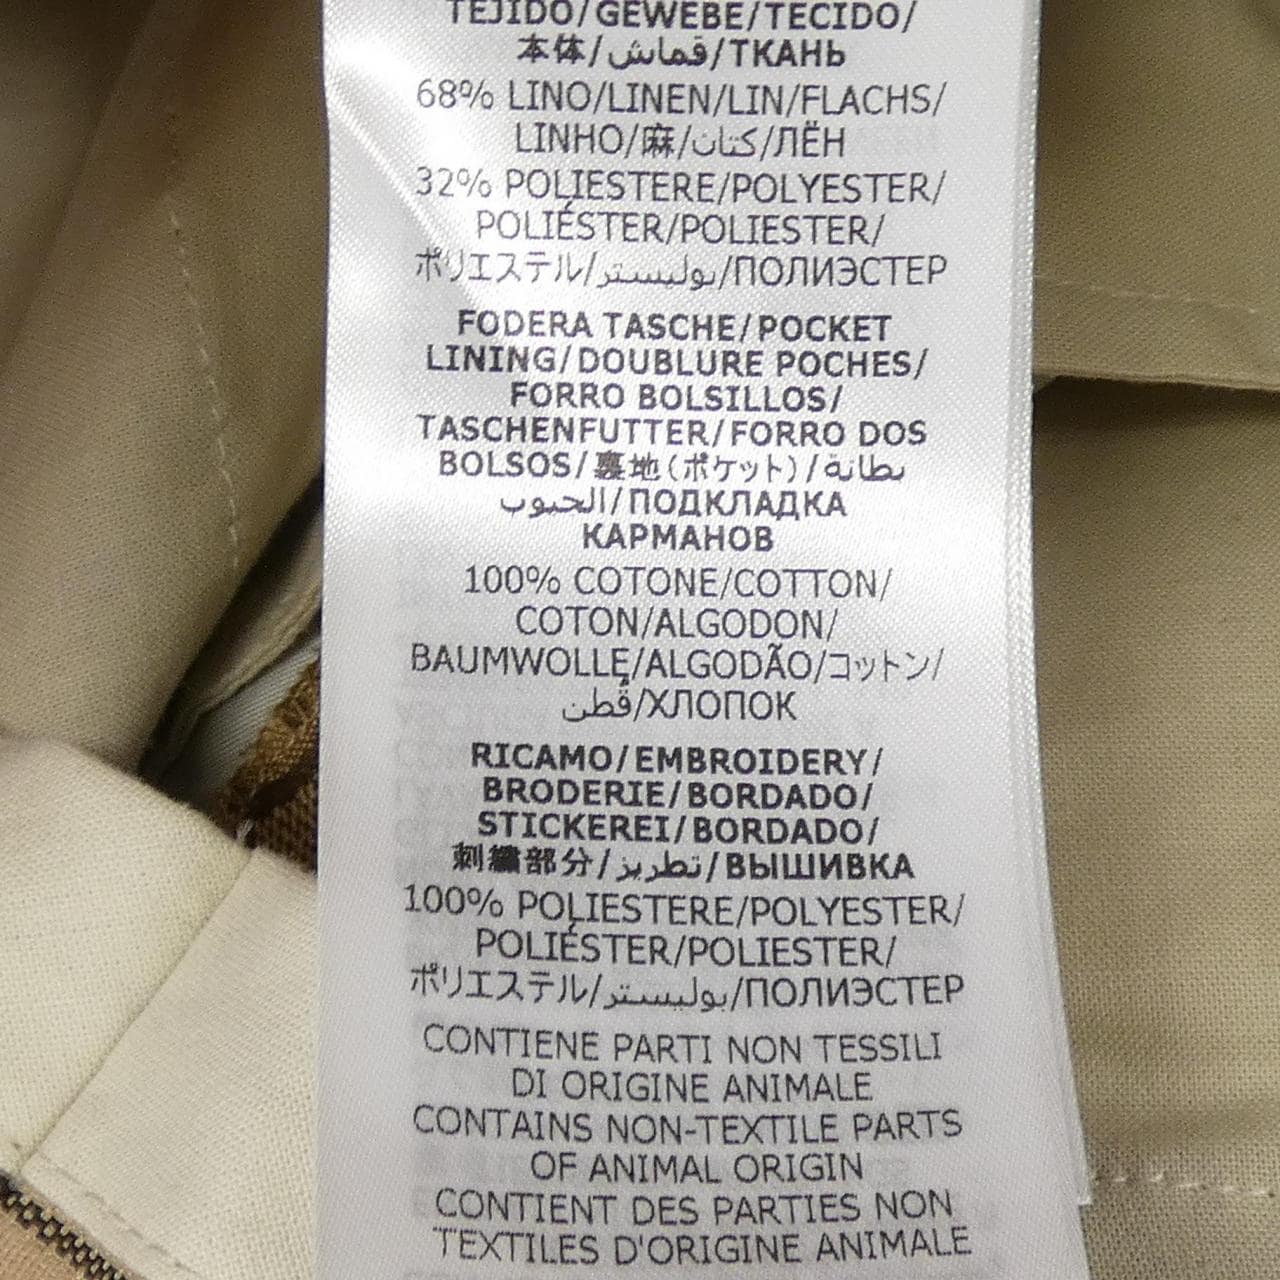 TEJIDO/GEWEBE/TECIDO/
本体/قماش/ТКАНЬ
68% LINO/LINEN/LIN/FLACHS/
LINHO/麻/كتان/ЛЁН
32% POLIESTERE/POLYESTER/
POLIÉSTER/POLIESTER/
ポリエステル/بوليستر/ПОЛИЭСТЕР
FODERA TASCHE/POCKET
LINING/DOUBLURE POCHES/
FORRO BOLSILLOS/
TASCHENFUTTER/FORRO DOS
BOLSOS/裏地(ポケット)/بطانة
الجيوب/ПОДКЛАДКА
КАРМАНОВ
100% COTONE/COTTON/
COTON/ALGODON/
BAUMWOLLE/ALGODÃO/コットン/
قطن/ХЛОПОК
RICAMO/EMBROIDERY/
BRODERIE/BORDADO/
STICKEREI/BORDADO/
刺繍部分/تطريز/ВЫШИВКА
100% POLIESTERE/POLYESTER/
POLIÉSTER/POLIESTER/
ポリエステル/بوليستر/ПОЛИЭСТЕР
CONTIENE PARTI NON TESSILI
DI ORIGINE ANIMALE
CONTAINS NON-TEXTILE PARTS
OF ANIMAL ORIGIN
CONTIENT DES PARTIES NON
TEXTILES D'ORIGINE ANIMALE